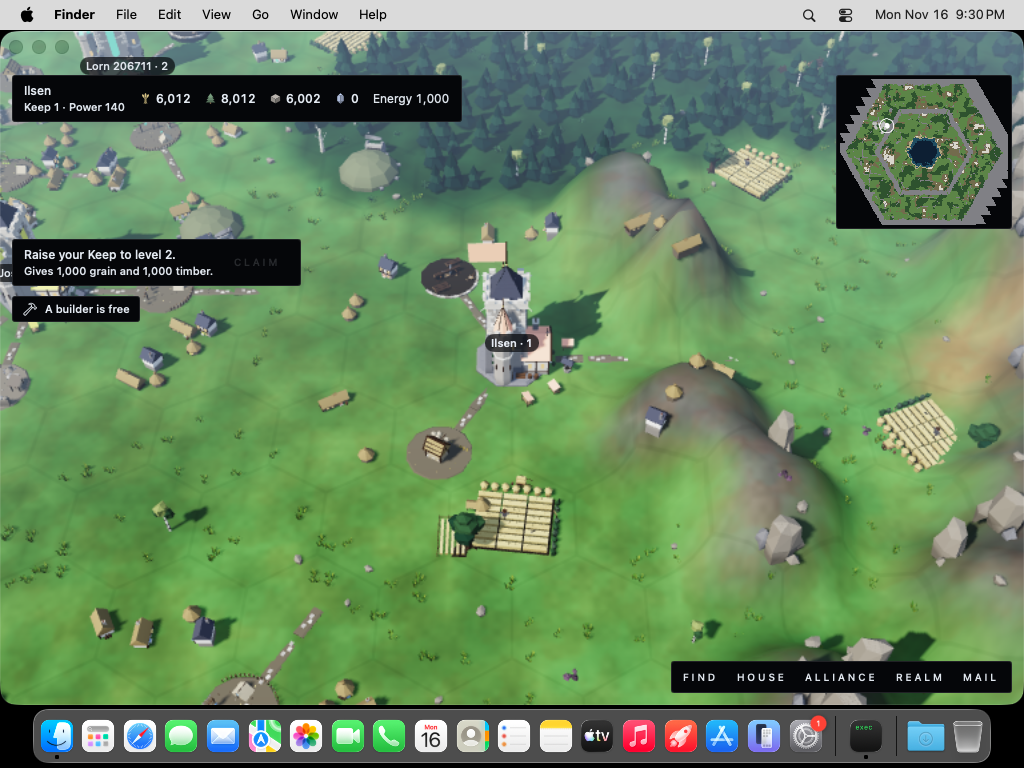 Finder File Edit View Go Window Help Mon Nov 16 9:30 PM
Lorn 206711 · 2
Ilsen
Keep 1 · Power 140
6,012 8,012 6,002 0 Energy 1,000
Raise your Keep to level 2.
Gives 1,000 grain and 1,000 timber.
CLAIM
A builder is free
Ilsen · 1
FIND HOUSE ALLIANCE REALM MAIL
Mon
16
tv
1
exec